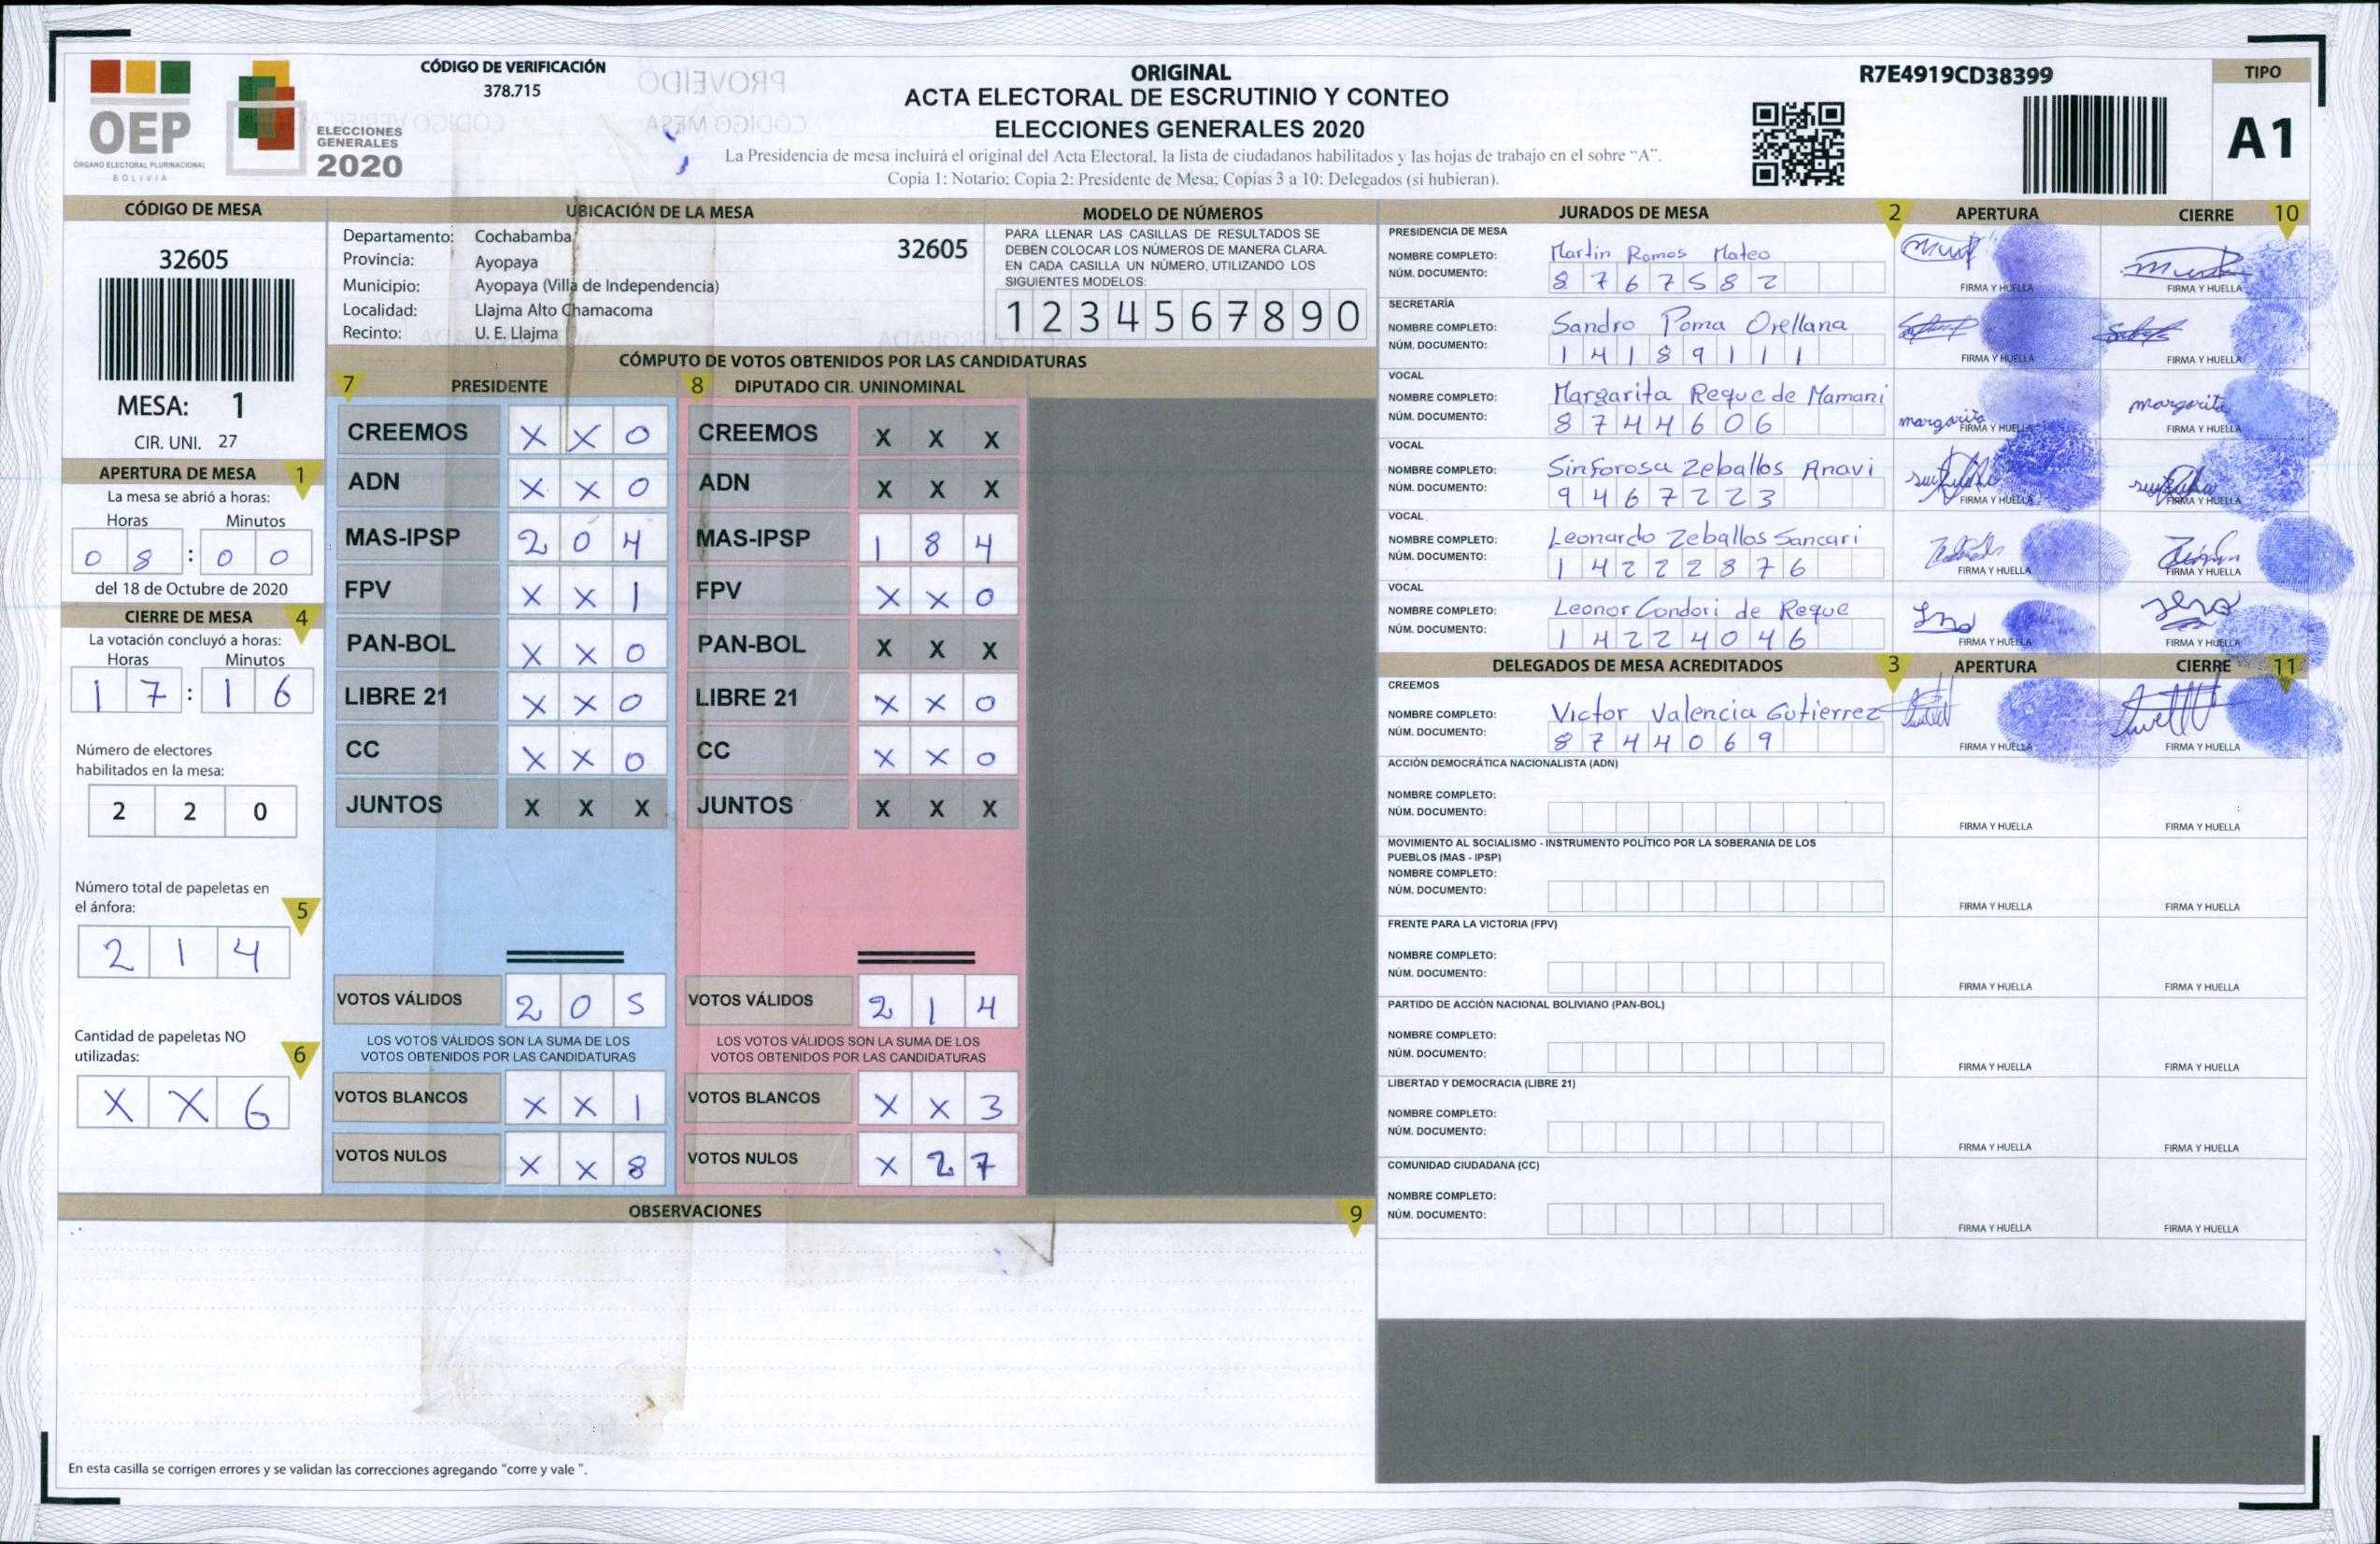 OEP
ÓRGANO ELECTORAL PLURINACIONAL
BOLIVIA
ELECCIONES
GENERALES
2020
CÓDIGO DE VERIFICACIÓN
378.715
ORIGINAL
ACTA ELECTORAL DE ESCRUTINIO Y CONTEO
ELECCIONES GENERALES 2020
La Presidencia de mesa incluirá el original del Acta Electoral, la lista de ciudadanos habilitados y las hojas de trabajo en el sobre "A".
Copia 1: Notario; Copia 2: Presidente de Mesa; Copias 3 a 10: Delegados (si hubieran).
R7E4919CD38399
TIPO
A1
CÓDIGO DE MESA
32605
MESA: 1
CIR. UNI. 27
APERTURA DE MESA 1
La mesa se abrió a horas:
Horas Minutos
0 8 : 0 0
del 18 de Octubre de 2020
CIERRE DE MESA 4
La votación concluyó a horas:
Horas Minutos
1 7 : 1 6
Número de electores
habilitados en la mesa:
2 2 0
Número total de papeletas en
el ánfora: 5
2 1 4
Cantidad de papeletas NO
utilizadas: 6
X X 6
UBICACIÓN DE LA MESA
Departamento: Cochabamba
Provincia: Ayopaya
Municipio: Ayopaya (Villa de Independencia)
Localidad: Llajma Alto Chamacoma
Recinto: U. E. Llajma
32605
MODELO DE NÚMEROS
PARA LLENAR LAS CASILLAS DE RESULTADOS SE
DEBEN COLOCAR LOS NÚMEROS DE MANERA CLARA.
EN CADA CASILLA UN NÚMERO, UTILIZANDO LOS
SIGUIENTES MODELOS:
1 2 3 4 5 6 7 8 9 0
CÓMPUTO DE VOTOS OBTENIDOS POR LAS CANDIDATURAS
7 PRESIDENTE 8 DIPUTADO CIR. UNINOMINAL
CREEMOS X X 0 CREEMOS X X X
ADN X X 0 ADN X X X
MAS-IPSP 2 0 4 MAS-IPSP 1 8 4
FPV X X 1 FPV X X 0
PAN-BOL X X 0 PAN-BOL X X X
LIBRE 21 X X 0 LIBRE 21 X X 0
CC X X 0 CC X X 0
JUNTOS X X X JUNTOS X X X
VOTOS VÁLIDOS 2 0 5 VOTOS VÁLIDOS 2 1 4
LOS VOTOS VÁLIDOS SON LA SUMA DE LOS LOS VOTOS VÁLIDOS SON LA SUMA DE LOS
VOTOS OBTENIDOS POR LAS CANDIDATURAS VOTOS OBTENIDOS POR LAS CANDIDATURAS
VOTOS BLANCOS X X 1 VOTOS BLANCOS X X 3
VOTOS NULOS X X 8 VOTOS NULOS X 2 7
OBSERVACIONES 9
En esta casilla se corrigen errores y se validan las correcciones agregando "corre y vale ".
JURADOS DE MESA 2 APERTURA CIERRE 10
PRESIDENCIA DE MESA
NOMBRE COMPLETO: Martin Ramos Mateo
NÚM. DOCUMENTO: 8 7 6 7 5 8 2
FIRMA Y HUELLA FIRMA Y HUELLA
SECRETARÍA
NOMBRE COMPLETO: Sandro Poma Orellana
NÚM. DOCUMENTO: 1 4 1 8 9 1 1 1
FIRMA Y HUELLA FIRMA Y HUELLA
VOCAL
NOMBRE COMPLETO: Margarita Reque de Mamani
NÚM. DOCUMENTO: 8 7 4 4 6 0 6
margarita margarita
FIRMA Y HUELLA FIRMA Y HUELLA
VOCAL
NOMBRE COMPLETO: Sinforosa Zeballos Anavi
NÚM. DOCUMENTO: 9 4 6 7 2 2 3
FIRMA Y HUELLA FIRMA Y HUELLA
VOCAL
NOMBRE COMPLETO: Leonardo Zeballos Sancari
NÚM. DOCUMENTO: 1 4 2 2 2 8 7 6
FIRMA Y HUELLA FIRMA Y HUELLA
VOCAL
NOMBRE COMPLETO: Leonor Condori de Reque
NÚM. DOCUMENTO: 1 4 2 2 4 0 4 6
FIRMA Y HUELLA FIRMA Y HUELLA
DELEGADOS DE MESA ACREDITADOS 3 APERTURA CIERRE 11
CREEMOS
NOMBRE COMPLETO: Victor Valencia Gutierrez
NÚM. DOCUMENTO: 8 7 4 4 0 6 9
FIRMA Y HUELLA FIRMA Y HUELLA
ACCIÓN DEMOCRÁTICA NACIONALISTA (ADN)
NOMBRE COMPLETO:
NÚM. DOCUMENTO:
FIRMA Y HUELLA FIRMA Y HUELLA
MOVIMIENTO AL SOCIALISMO - INSTRUMENTO POLÍTICO POR LA SOBERANIA DE LOS
PUEBLOS (MAS - IPSP)
NOMBRE COMPLETO:
NÚM. DOCUMENTO:
FIRMA Y HUELLA FIRMA Y HUELLA
FRENTE PARA LA VICTORIA (FPV)
NOMBRE COMPLETO:
NÚM. DOCUMENTO:
FIRMA Y HUELLA FIRMA Y HUELLA
PARTIDO DE ACCIÓN NACIONAL BOLIVIANO (PAN-BOL)
NOMBRE COMPLETO:
NÚM. DOCUMENTO:
FIRMA Y HUELLA FIRMA Y HUELLA
LIBERTAD Y DEMOCRACIA (LIBRE 21)
NOMBRE COMPLETO:
NÚM. DOCUMENTO:
FIRMA Y HUELLA FIRMA Y HUELLA
COMUNIDAD CIUDADANA (CC)
NOMBRE COMPLETO:
NÚM. DOCUMENTO:
FIRMA Y HUELLA FIRMA Y HUELLA